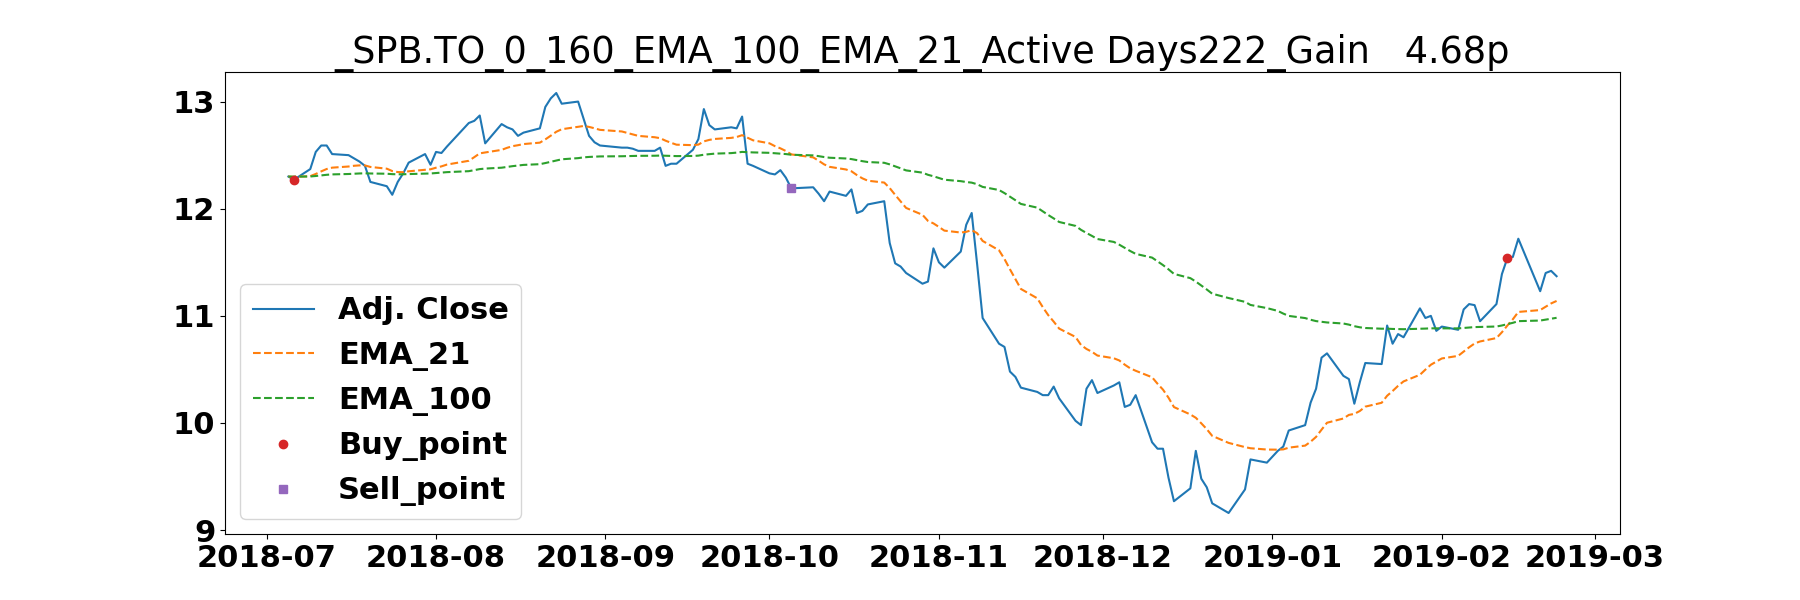 _SPB.TO_0_160_EMA_100_EMA_21_Active Days222_Gain   4.68p
13
12
11
10
9
Adj. Close
EMA_21
EMA_100
Buy_point
Sell_point
2018-07 2018-08 2018-09 2018-10 2018-11 2018-12 2019-01 2019-02 2019-03